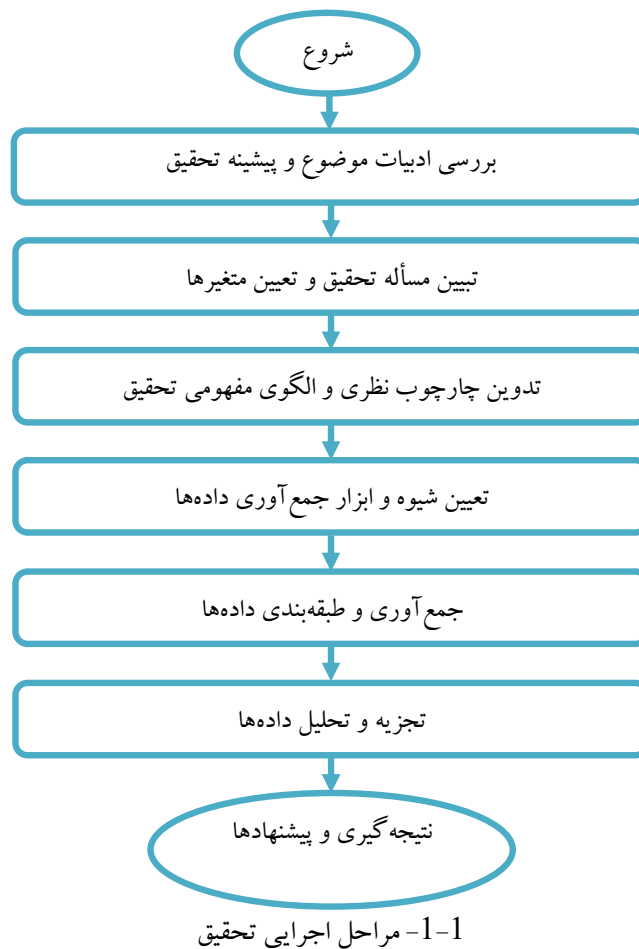 شروع
بررسی ادبیات موضوع و پیشینه تحقیق
تبیین مسأله تحقیق و تعیین متغیرها
تدوین چارچوب نظری و الگوی مفهومی تحقیق
تعیین شیوه و ابزار جمع‌آوری داده‌ها
جمع‌آوری و طبقه‌بندی داده‌ها
تجزیه و تحلیل داده‌ها
نتیجه‌گیری و پیشنهادها
1-1- مراحل اجرایی تحقیق